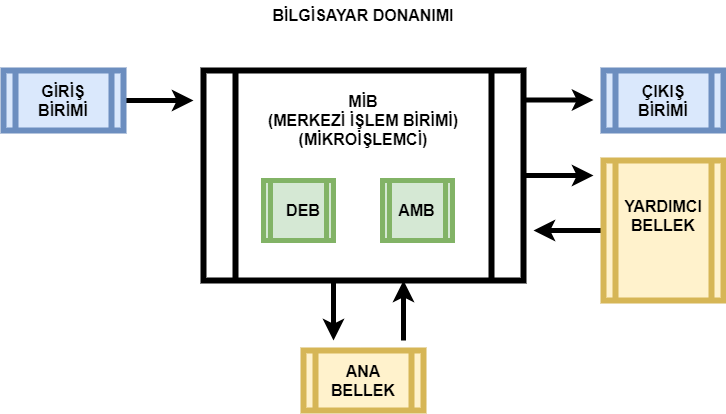 BİLGİSAYAR DONANIMI
GİRİŞ
BİRİMİ
MİB
(MERKEZİ İŞLEM BİRİMİ)
(MİKROİŞLEMCİ)
DEB
AMB
ÇIKIŞ
BİRİMİ
YARDIMCI
BELLEK
ANA
BELLEK